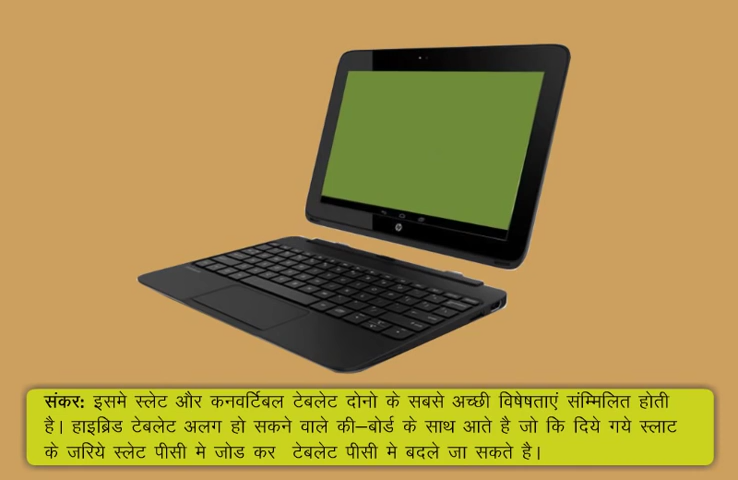 संकर: इसमे स्लेट और कनवर्टिबल टेबलेट दोनो के सबसे अच्छी विषेषताएं संम्मिलित होती
है। हाइब्रिड टेबलेट अलग हो सकने वाले की–बोर्ड के साथ आते है जो कि दिये गये स्लाट
के जरिये स्लेट पीसी मे जोड कर टेबलेट पीसी मे बदले जा सकते है।